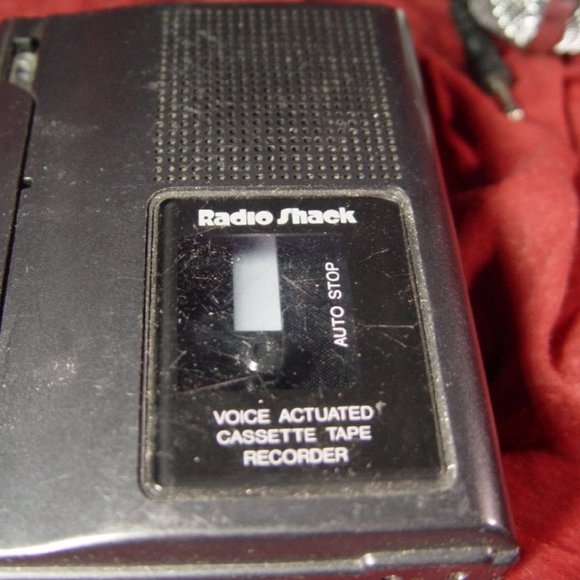 Radio Shack
AUTO STOP
VOICE ACTUATED
CASSETTE TAPE
RECORDER